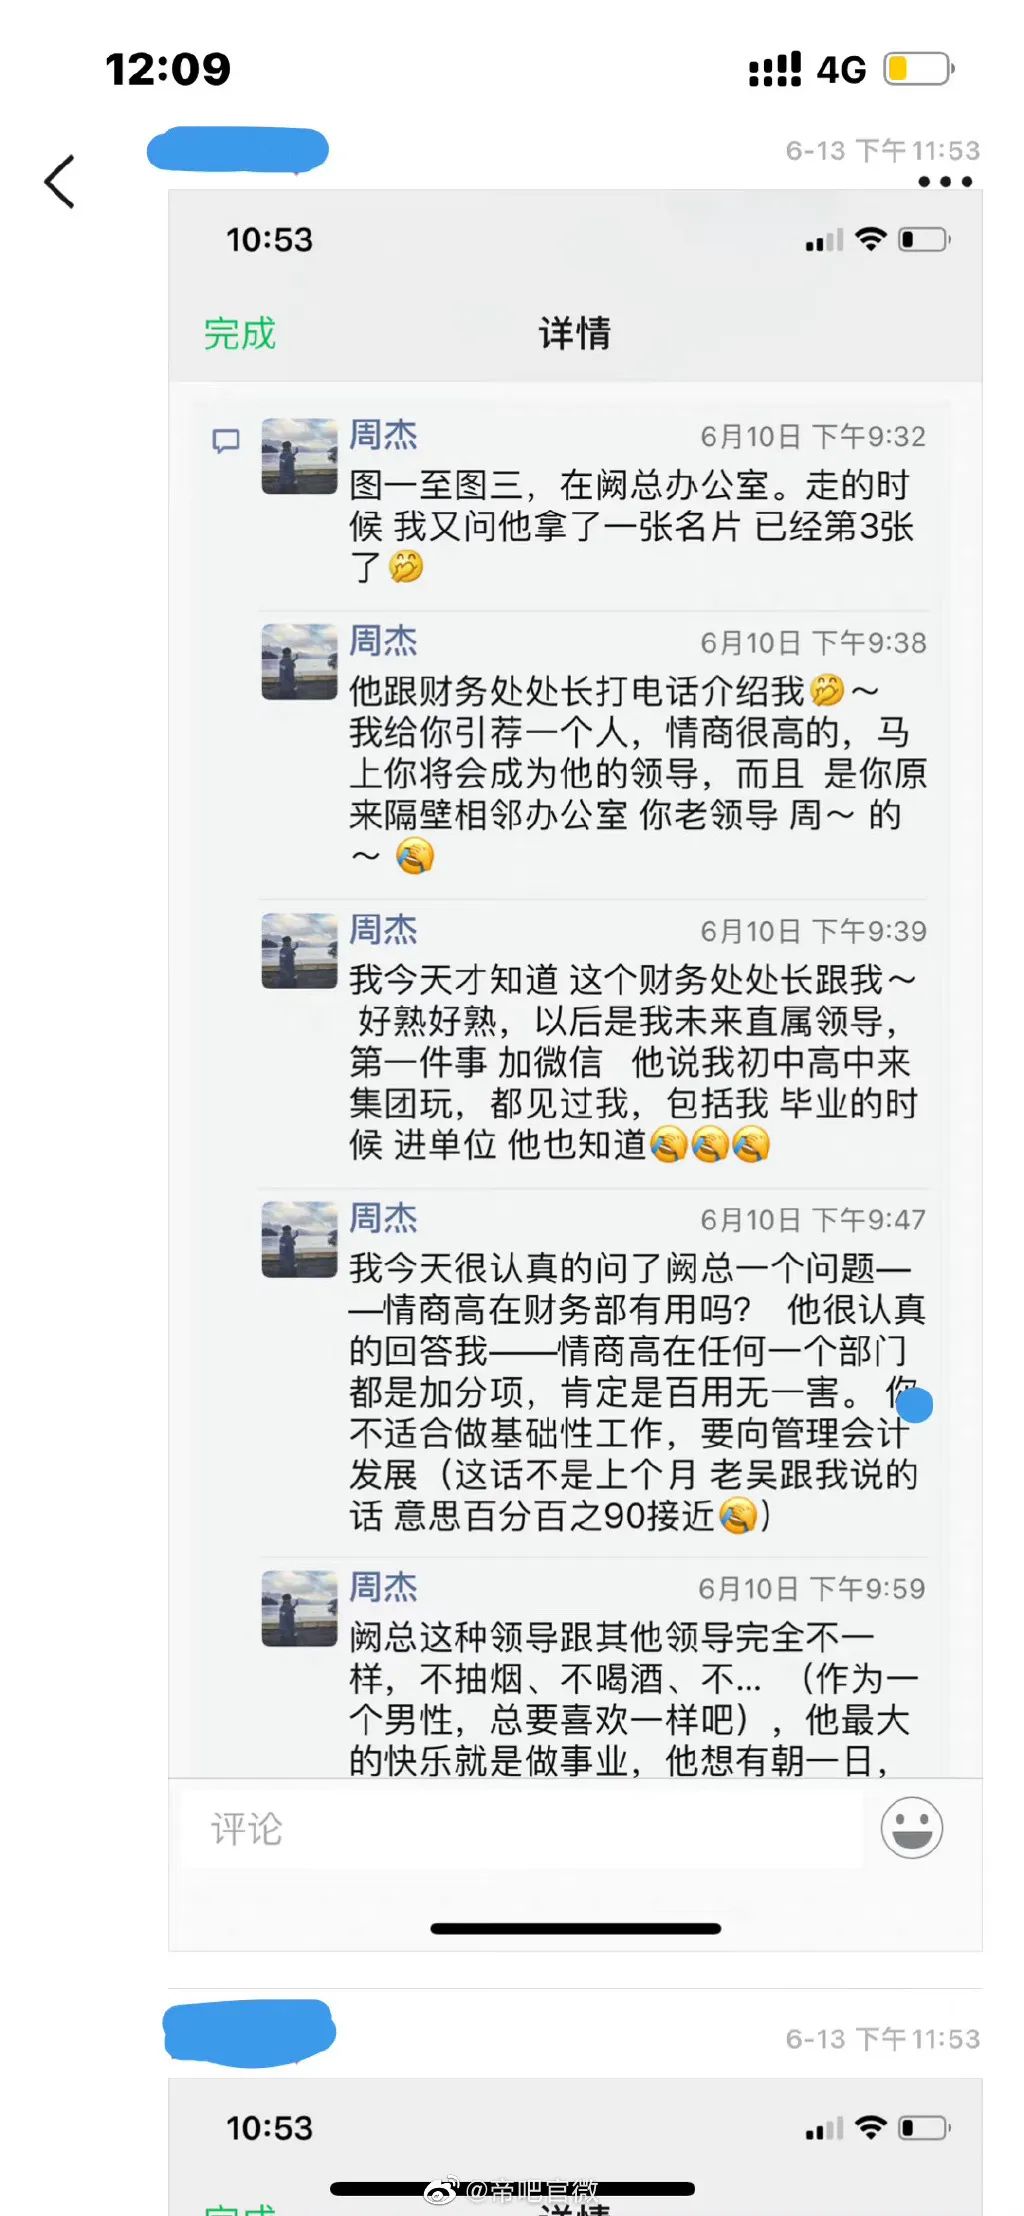 12:09
4G
6-13 下午11:53
10:53
完成
详情
周杰
6月10日 下午9:32
图一至图三，在阙总办公室。走的时
候 我又问他拿了一张名片 已经第3张
了🤭
周杰
6月10日 下午9:38
他跟财务处处长打电话介绍我🤭～
我给你引荐一个人，情商很高的，马
上你将会成为他的领导，而且 是你原
来隔壁相邻办公室 你老领导 周～ 的
～ 🤣
周杰
6月10日 下午9:39
我今天才知道 这个财务处处长跟我～
好熟好熟，以后是我未来直属领导，
第一件事 加微信 他说我初中高中来
集团玩，都见过我，包括我 毕业的时
候 进单位 他也知道
周杰
6月10日 下午9:47
我今天很认真的问了阙总一个问题—
—情商高在财务部有用吗？ 他很认真
的回答我——情商高在任何一个部门
都是加分项，肯定是百用无一害。 你
不适合做基础性工作，要向管理会计
发展（这话不是上个月 老吴跟我说的
话 意思百分百之90接近）
周杰
6月10日 下午9:59
阙总这种领导跟其他领导完全不一
样，不抽烟、不喝酒、不...（作为一
个男性，总要喜欢一样吧），他最大
的快乐就是做事业，他想有朝一日，
评论
6-13 下午11:53
10:53
完成
详情
@帝吧官微